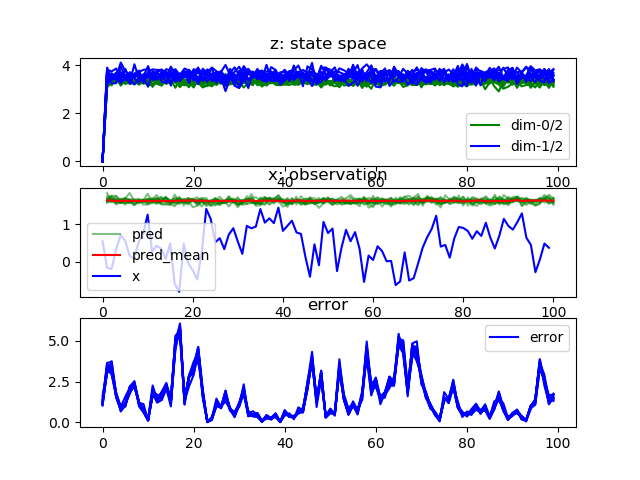 z: state space
4
2
0
dim-0/2
dim-1/2
0 20 40 60 80 100
x: observation
1
0
pred
pred_mean
x
0 20 40 60 80 100
error
5.0
2.5
0.0
error
0 20 40 60 80 100